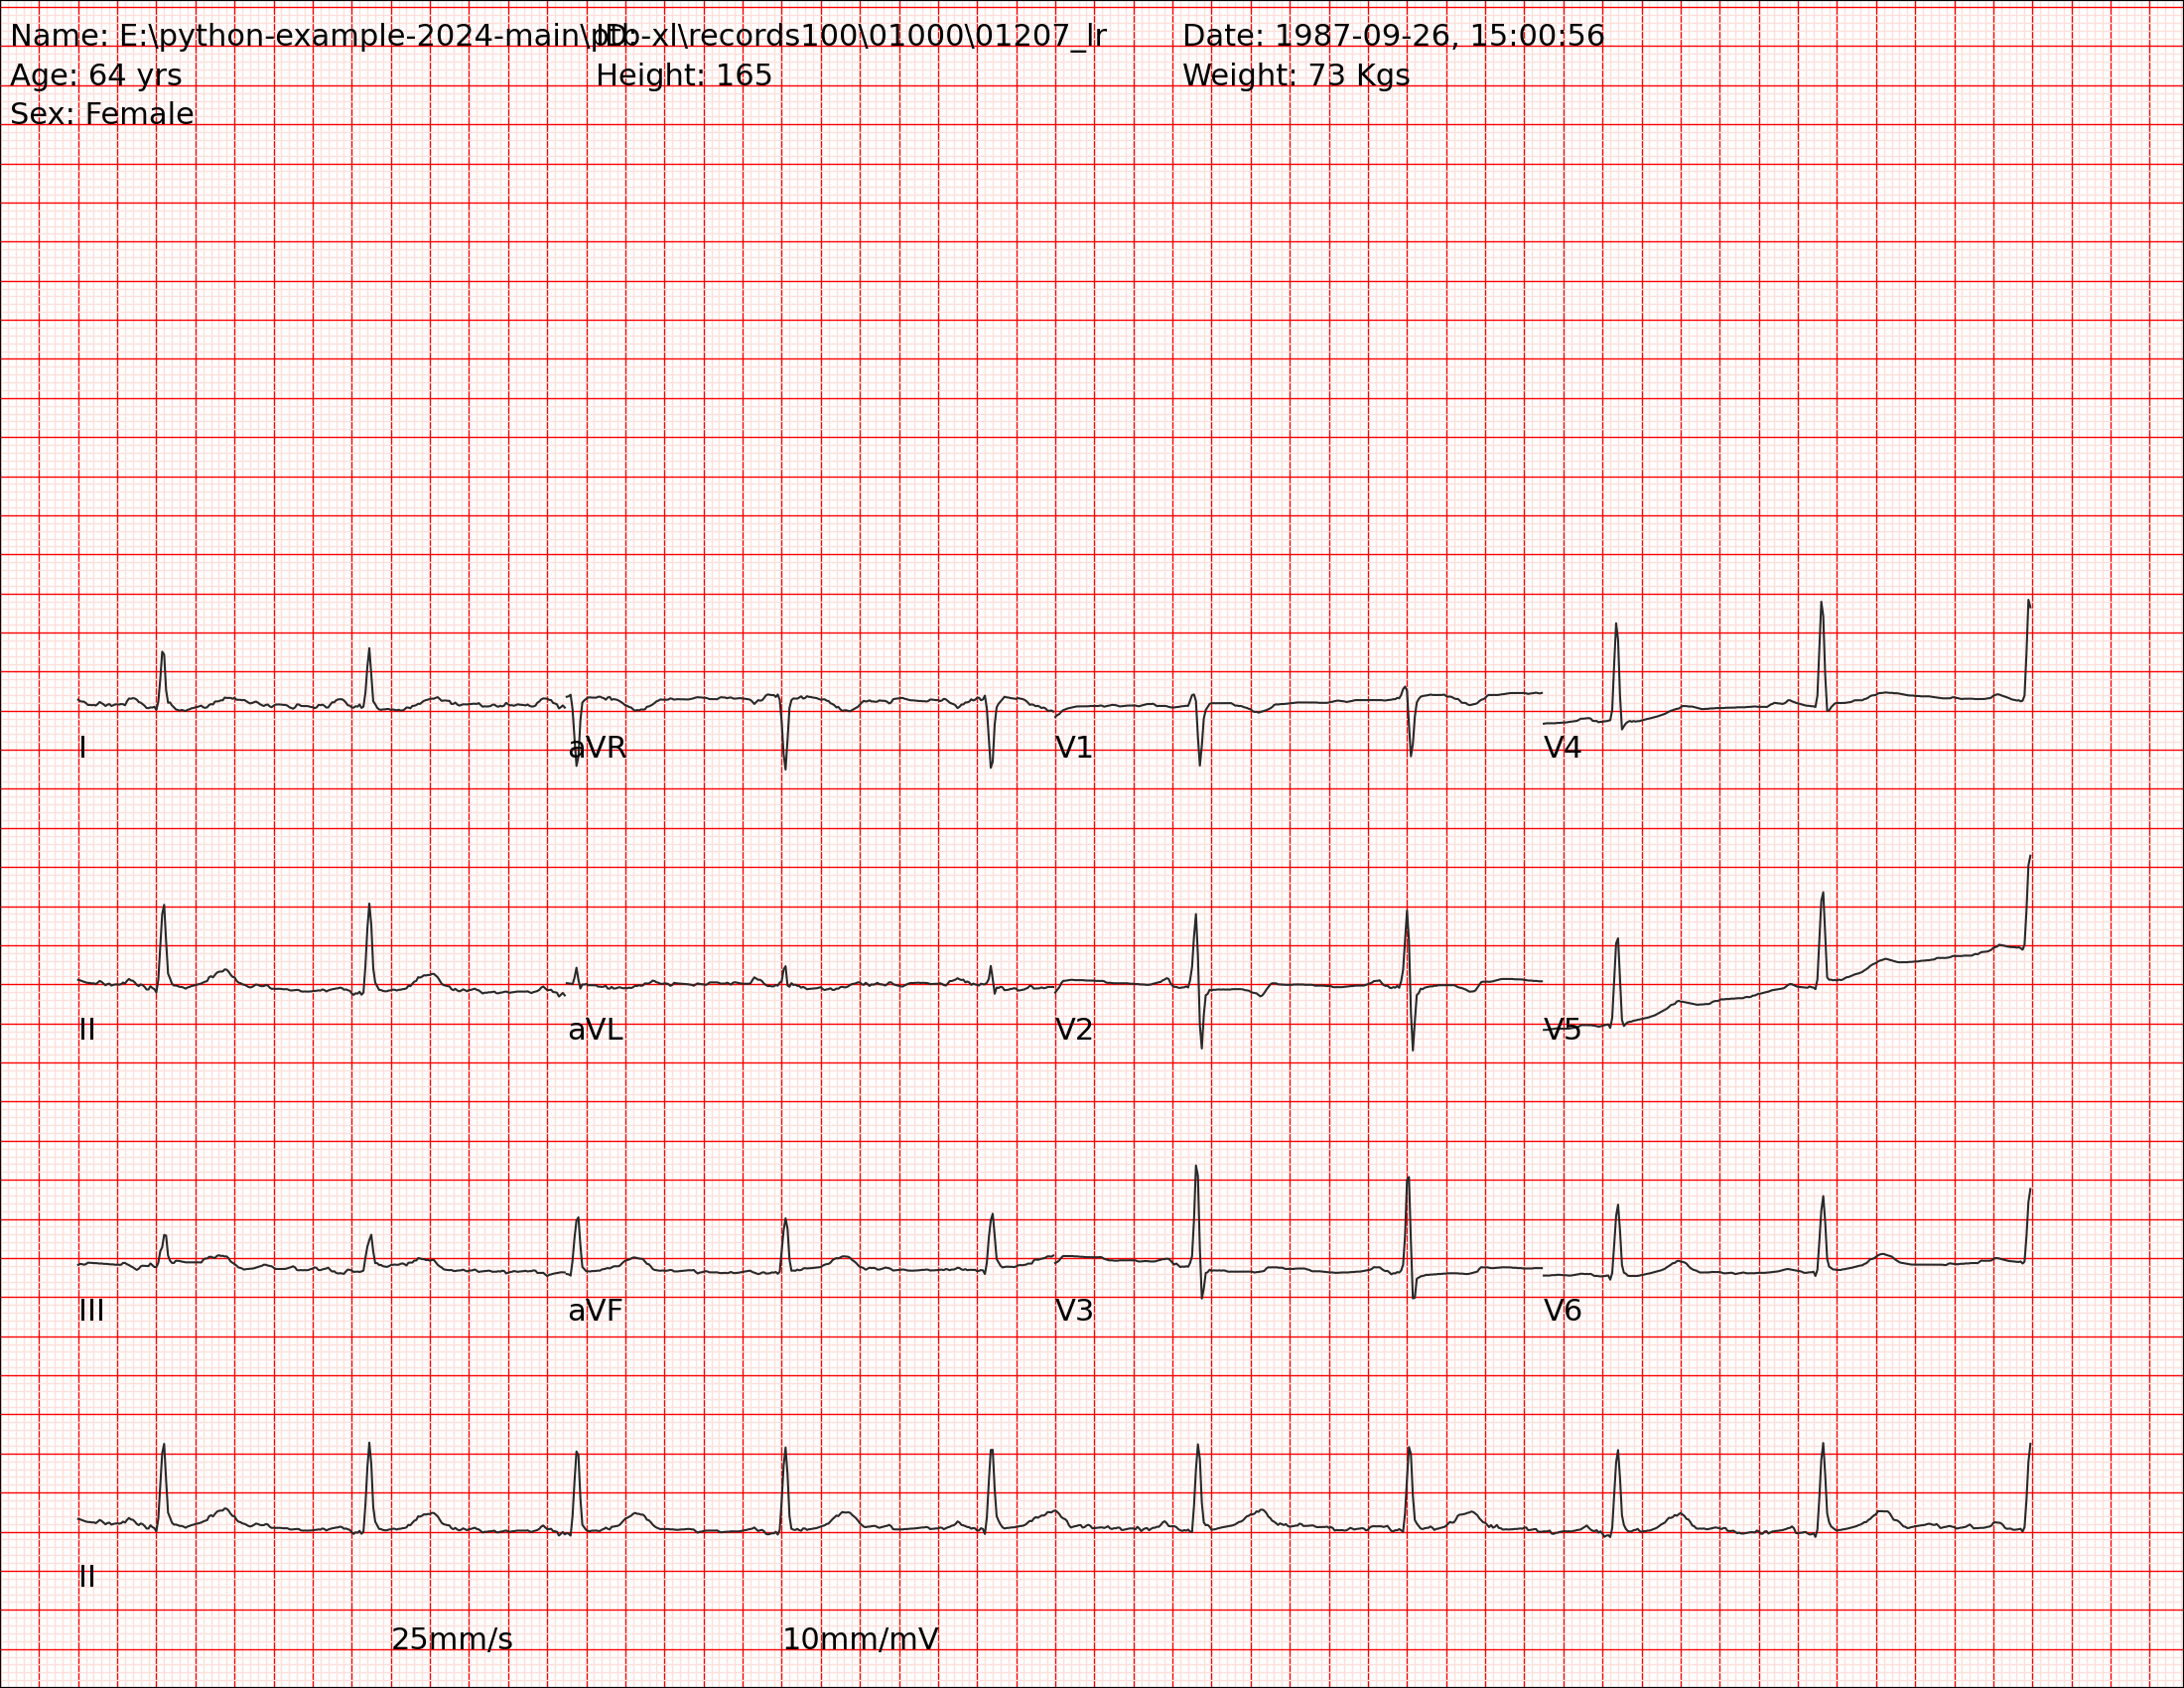 Name: E:\python-example-2024-main\ptb-xl\records100\01000\01207_lr ID: Date: 1987-09-26, 15:00:56
Age: 64 yrs Height: 165 Weight: 73 Kgs
Sex: Female
I aVR V1 V4
II aVL V2 V5
III aVF V3 V6
II
25mm/s 10mm/mV